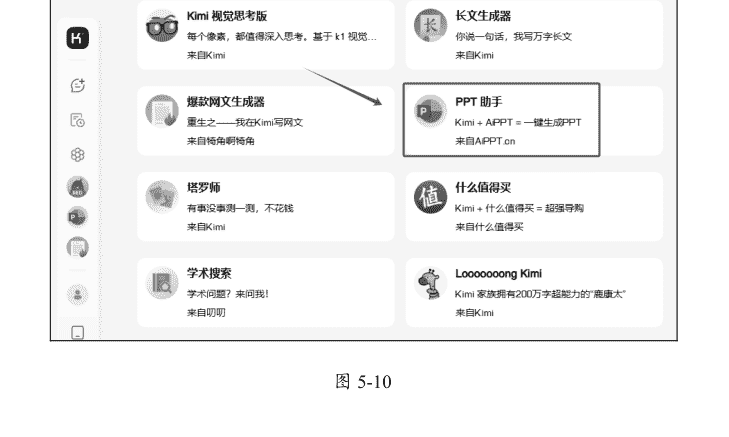 Kimi 视觉思考版
每个像素，都值得深入思考。基于 k1 视觉...
来自Kimi
长文生成器
你说一句话，我写万字长文
来自Kimi
爆款网文生成器
重生之——我在Kimi写网文
来自犄角啊犄角
PPT 助手
Kimi + AiPPT = 一键生成PPT
来自AiPPT.cn
塔罗师
有事没事测一测，不花钱
来自Kimi
什么值得买
Kimi + 什么值得买 = 超强导购
来自什么值得买
学术搜索
学术问题？来问我！
来自叨叨
Looooooong Kimi
Kimi 家族拥有200万字超能力的“鹿康太”
来自Kimi
图 5-10